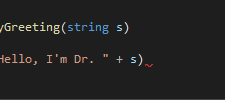 yGreeting(string s)
Hello, I'm Dr. " + s)